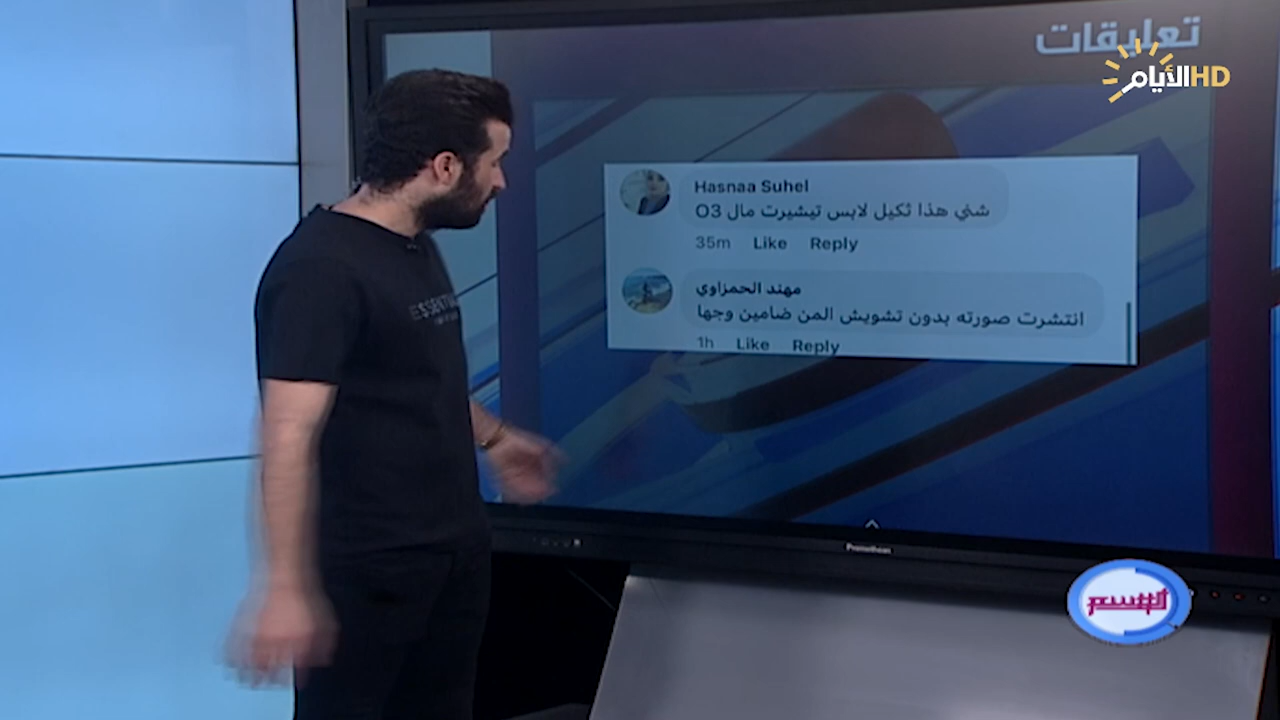 تعليقات
الأيام HD
Hasnaa Suhel
شني هذا ثكيل لابس تيشيرت مال O3
35m Like Reply
مهند الحمزاوي
انتشرت صورته بدون تشويش المن ضامين وجها
1h Like Reply
Promethean